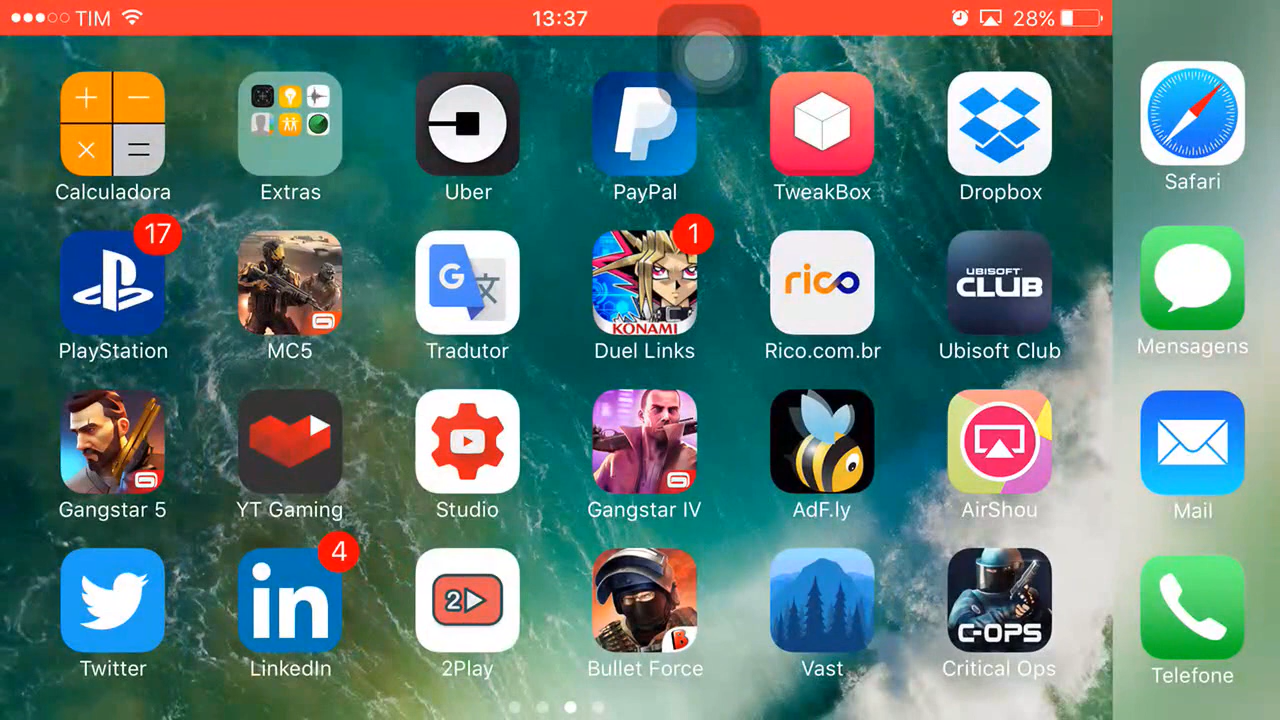 TIM 13:37 28%
Calculadora Extras Uber PayPal TweakBox Dropbox Safari
17 1
UBISOFT
rico CLUB
G 文
KONAMI
PlayStation MC5 Tradutor Duel Links Rico.com.br Ubisoft Club Mensagens
Gangstar 5 YT Gaming Studio Gangstar IV AdF.ly AirShou Mail
4
in 2
B C-OPS
Twitter LinkedIn 2Play Bullet Force Vast Critical Ops Telefone